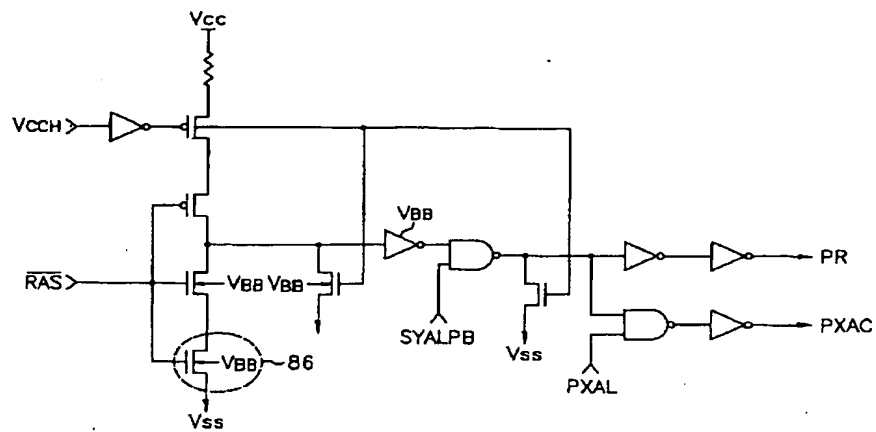 Vcc
VCCH
VBB
RAS
VBB VBB
SYALPB
PR
VBB
86
Vss
PXAC
PXAL
Vss